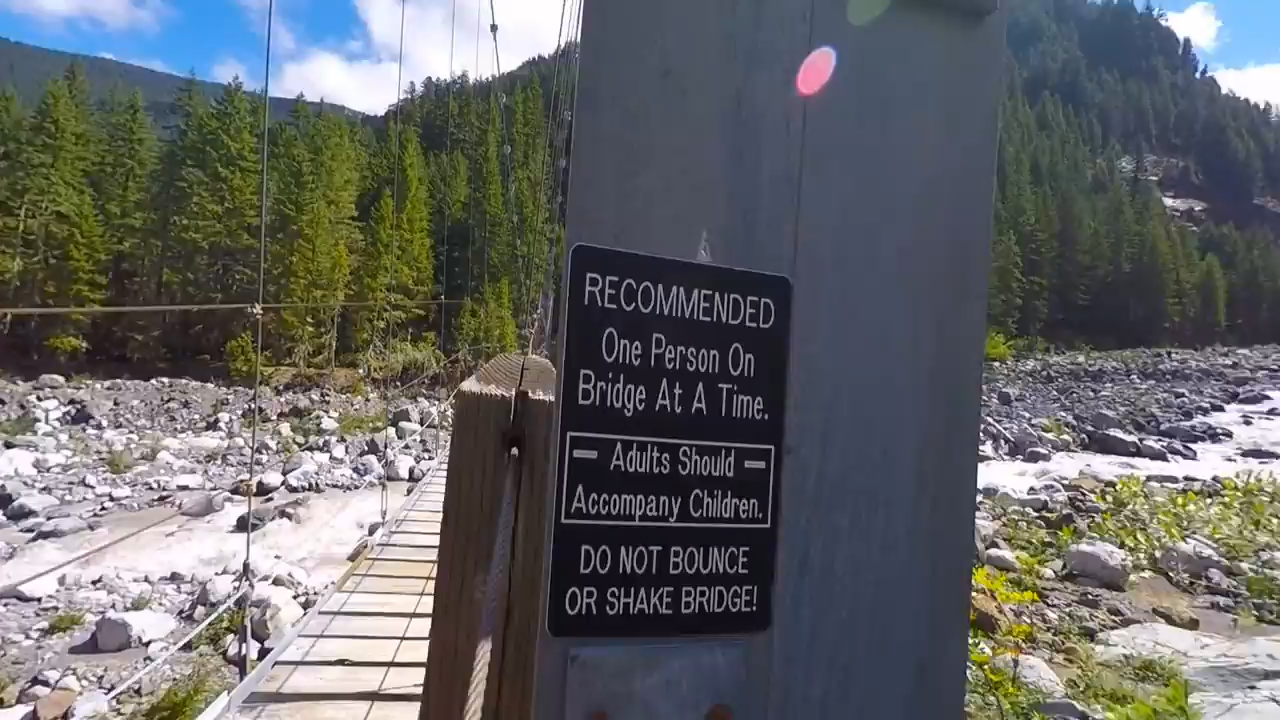 RECOMMENDED
One Person On
Bridge At A Time.
Adults Should
Accompany Children.
DO NOT BOUNCE
OR SHAKE BRIDGE!